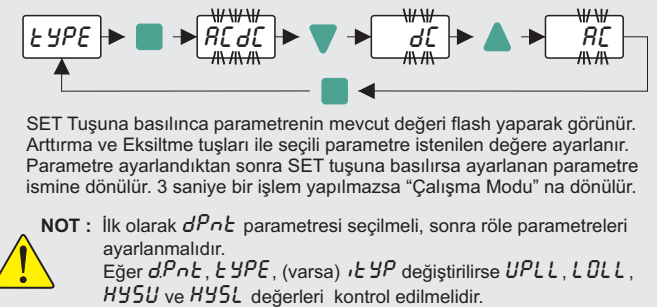 tYPE ACdC dC AC
SET Tuşuna basılınca parametrenin mevcut değeri flash yaparak görünür.
Arttırma ve Eksiltme tuşları ile seçili parametre istenilen değere ayarlanır.
Parametre ayarlandıktan sonra SET tuşuna basılırsa ayarlanan parametre
ismine dönülür. 3 saniye bir işlem yapılmazsa “Çalışma Modu” na dönülür.
NOT : İlk olarak dPnt parametresi seçilmeli, sonra röle parametreleri
ayarlanmalıdır.
Eğer d.Pnt, tYPE, (varsa) ıtYP değiştirilirse UPLL, LOLL,
HYSU ve HYSL değerleri kontrol edilmelidir.